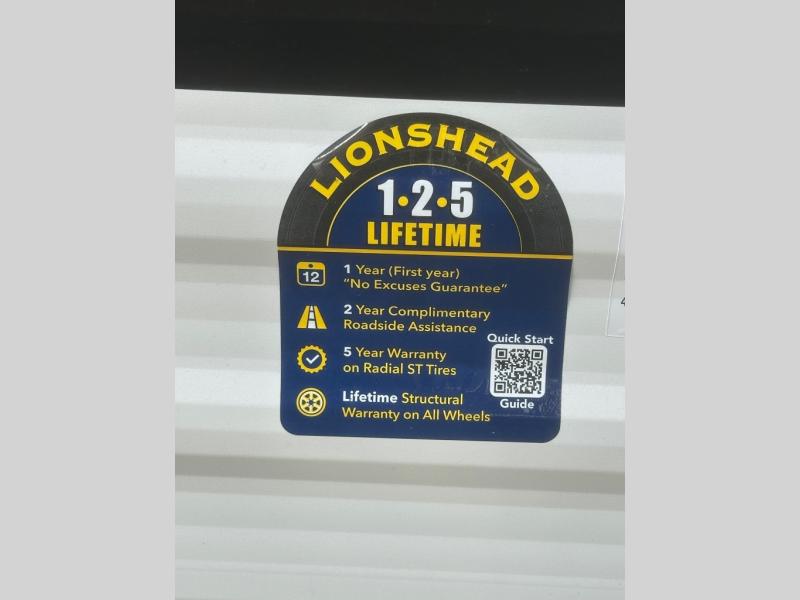 LIONSHEAD
1•2•5
LIFETIME
12
1 Year (First year)
"No Excuses Guarantee"
2 Year Complimentary
Roadside Assistance
5 Year Warranty
on Radial ST Tires
Lifetime Structural
Warranty on All Wheels
Quick Start
Guide
4